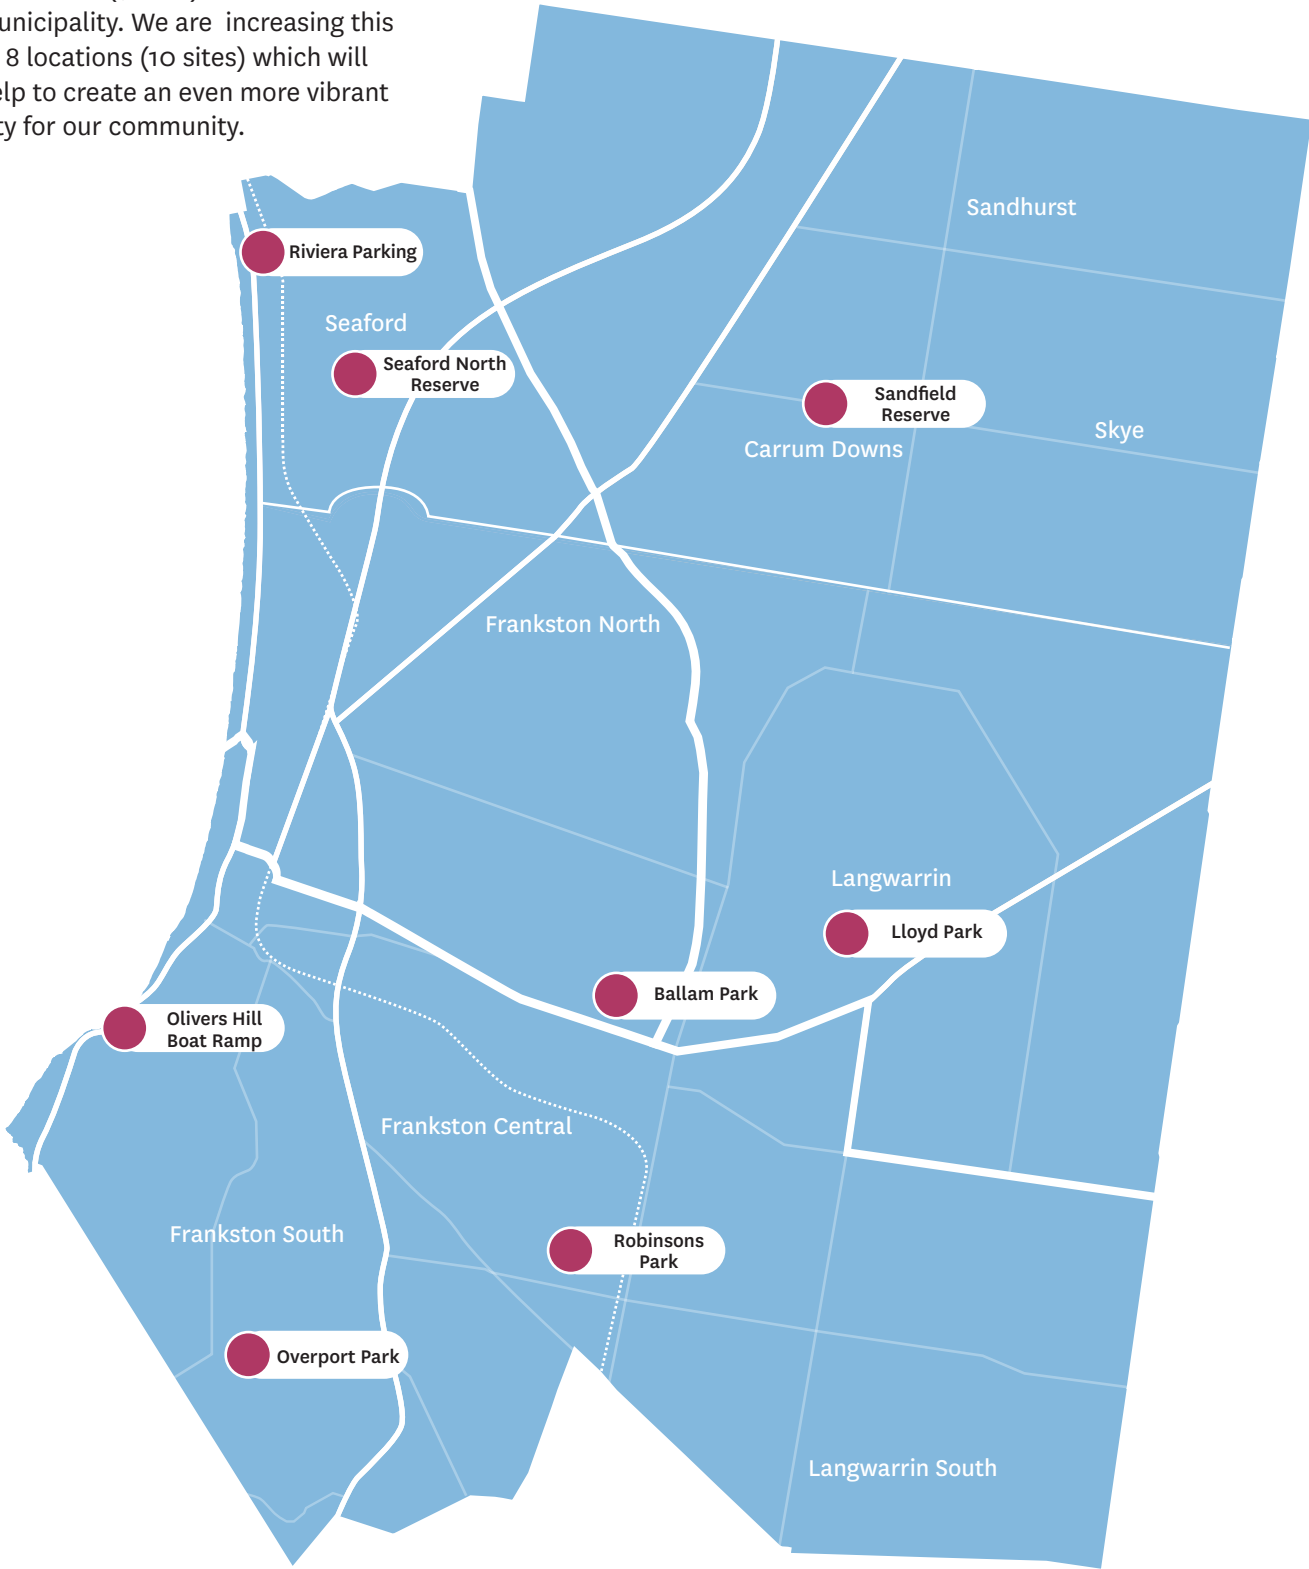 unicipality. We are increasing this
8 locations (10 sites) which will
elp to create an even more vibrant
ty for our community.
Sandhurst
Riviera Parking
Seaford
Seaford North
Reserve
Sandfield
Reserve
Skye
Carrum Downs
Frankston North
Langwarrin
Lloyd Park
Ballam Park
Olivers Hill
Boat Ramp
Frankston Central
Frankston South
Robinsons
Park
Overport Park
Langwarrin South